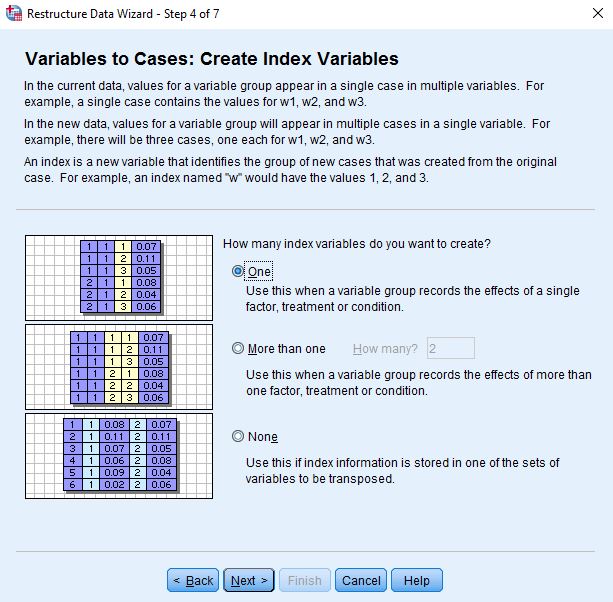 Restructure Data Wizard - Step 4 of 7
Variables to Cases: Create Index Variables
In the current data, values for a variable group appear in a single case in multiple variables.  For
example, a single case contains the values for w1, w2, and w3.
In the new data, values for a variable group will appear in multiple cases in a single variable.  For
example, there will be three cases, one each for w1, w2, and w3.
An index is a new variable that identifies the group of new cases that was created from the original
case.  For example, an index named "w" would have the values 1, 2, and 3.
How many index variables do you want to create?
1 1 1 0.07
1 1 2 0.11
1 1 3 0.05
2 1 1 0.08
2 1 2 0.04
2 1 3 0.06
One
Use this when a variable group records the effects of a single
factor, treatment or condition.
1 1 1 1 0.07
1 1 1 2 0.11
1 1 1 3 0.05
1 1 2 1 0.08
1 1 2 2 0.04
1 1 2 3 0.06
More than one How many? 2
Use this when a variable group records the effects of more than
one factor, treatment or condition.
1 1 0.08 2 0.07
2 1 0.11 2 0.11
3 1 0.07 2 0.05
4 1 0.06 2 0.08
5 1 0.09 2 0.04
6 1 0.02 2 0.06
None
Use this if index information is stored in one of the sets of
variables to be transposed.
< Back Next > Finish Cancel Help